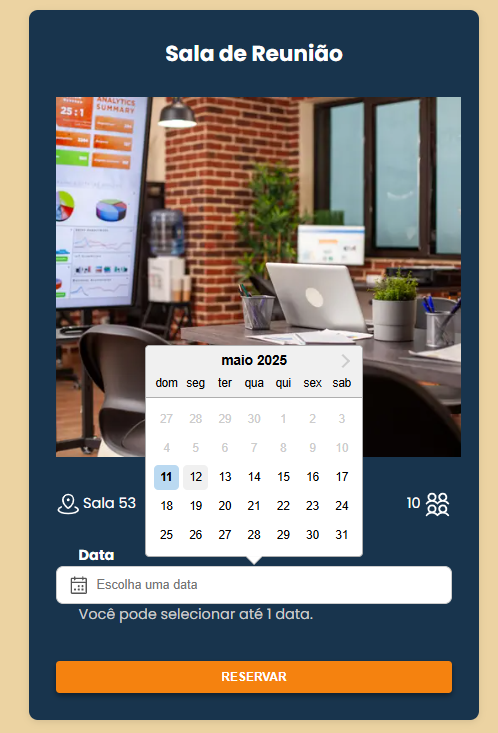 Sala de Reunião
ANALYTICS
SUMMARY
25 : 1
maio 2025
dom seg ter qua qui sex sab
27 28 29 30 1 2 3
4 5 6 7 8 9 10
11 12 13 14 15 16 17
18 19 20 21 22 23 24
25 26 27 28 29 30 31
Sala 53
10
Data
Escolha uma data
Você pode selecionar até 1 data.
RESERVAR